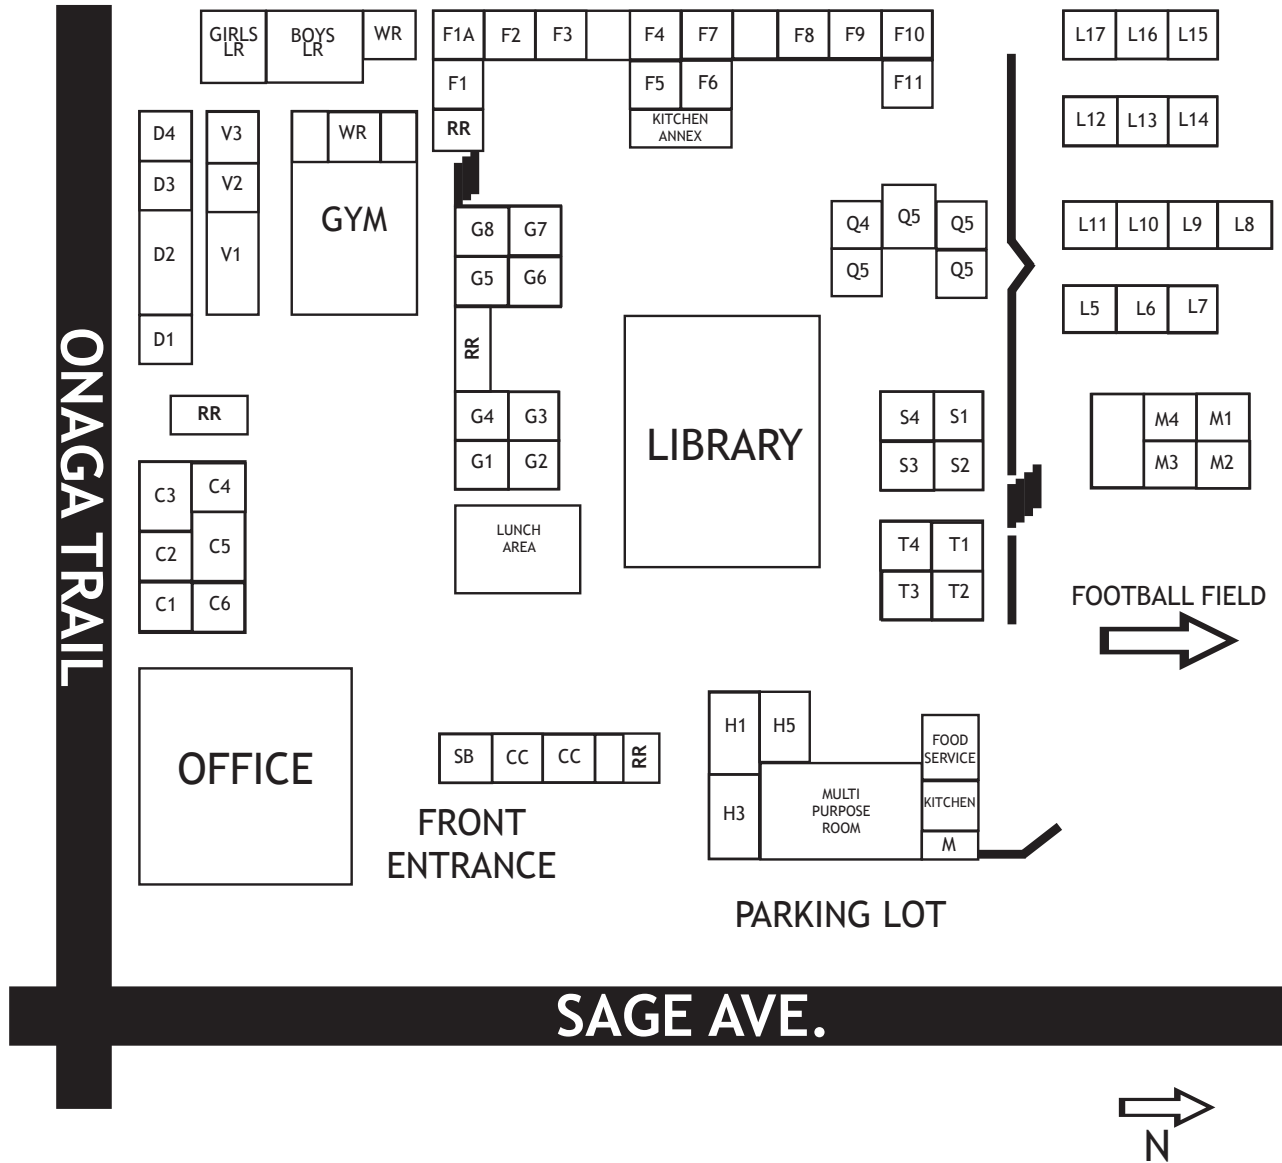 GIRLS
LR
BOYS
LR
WR
F1A
F2
F3
F4
F7
F8
F9
F10
L17
L16
L15
F1
F5
F6
F11
RR
KITCHEN
ANNEX
L12
L13
L14
D4
V3
WR
D3
V2
GYM
D2
V1
D1
G8
G7
G5
G6
RR
G4
G3
G1
G2
Q4
Q5
Q5
Q5
Q5
L11
L10
L9
L8
L5
L6
L7
ONAGA TRAIL
RR
LIBRARY
S4
S1
S3
S2
M4
M1
M3
M2
C3
C4
C2
C5
C1
C6
LUNCH
AREA
T4
T1
T3
T2
FOOTBALL FIELD
OFFICE
SB
CC
CC
RR
H1
H5
H3
MULTI
PURPOSE
ROOM
FOOD
SERVICE
KITCHEN
M
FRONT
ENTRANCE
PARKING LOT
SAGE AVE.
N